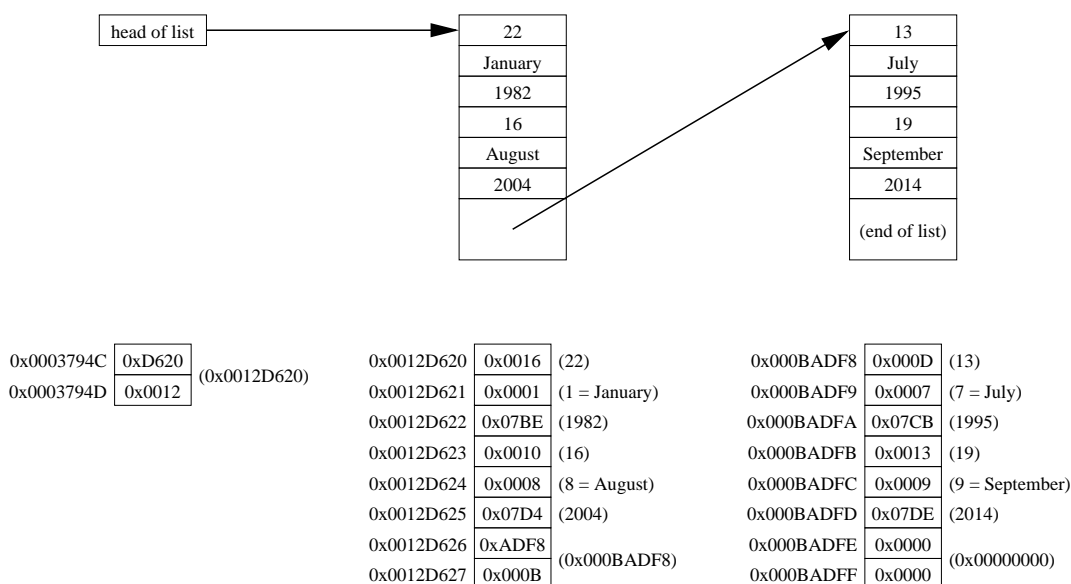 head of list
22
January
1982
16
August
2004
13
July
1995
19
September
2014
(end of list)
0x0003794C 0xD620
0x0003794D 0x0012
(0x0012D620)
0x0012D620 0x0016 (22)
0x0012D621 0x0001 (1 = January)
0x0012D622 0x07BE (1982)
0x0012D623 0x0010 (16)
0x0012D624 0x0008 (8 = August)
0x0012D625 0x07D4 (2004)
0x0012D626 0xADF8
0x0012D627 0x000B
(0x000BADF8)
0x000BADF8 0x000D (13)
0x000BADF9 0x0007 (7 = July)
0x000BADFA 0x07CB (1995)
0x000BADFB 0x0013 (19)
0x000BADFC 0x0009 (9 = September)
0x000BADFD 0x07DE (2014)
0x000BADFE 0x0000
0x000BADFF 0x0000
(0x00000000)